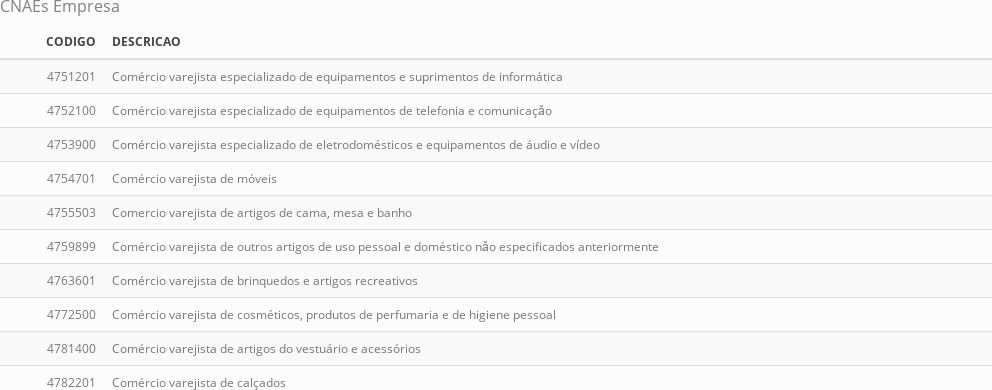 CNAEs Empresa
CODIGO DESCRICAO
4751201 Comércio varejista especializado de equipamentos e suprimentos de informática
4752100 Comércio varejista especializado de equipamentos de telefonia e comunicaçăo
4753900 Comércio varejista especializado de eletrodomésticos e equipamentos de áudio e vídeo
4754701 Comércio varejista de móveis
4755503 Comercio varejista de artigos de cama, mesa e banho
4759899 Comércio varejista de outros artigos de uso pessoal e doméstico năo especificados anteriormente
4763601 Comércio varejista de brinquedos e artigos recreativos
4772500 Comércio varejista de cosméticos, produtos de perfumaria e de higiene pessoal
4781400 Comércio varejista de artigos do vestuário e acessórios
4782201 Comércio varejista de calçados